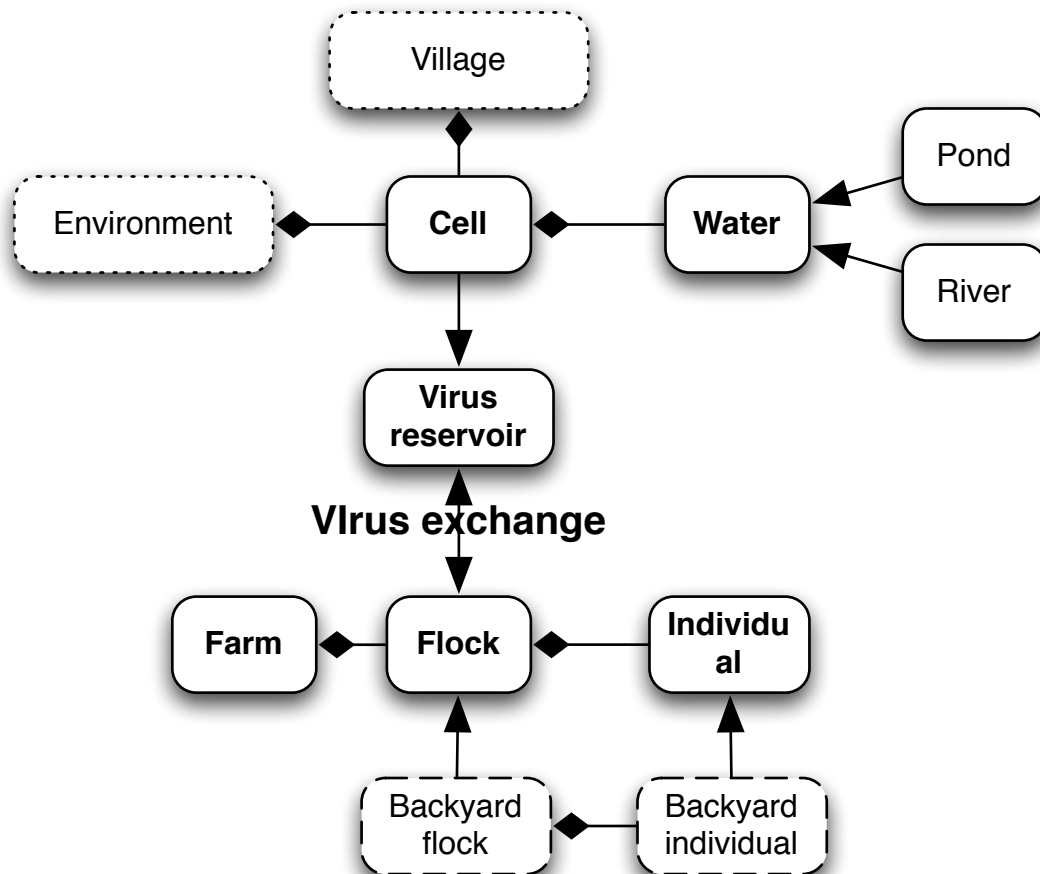 Village
Pond
Environment
Cell
Water
River
Virus
reservoir
VIrus exchange
Farm
Flock
Individu
al
Backyard
flock
Backyard
individual